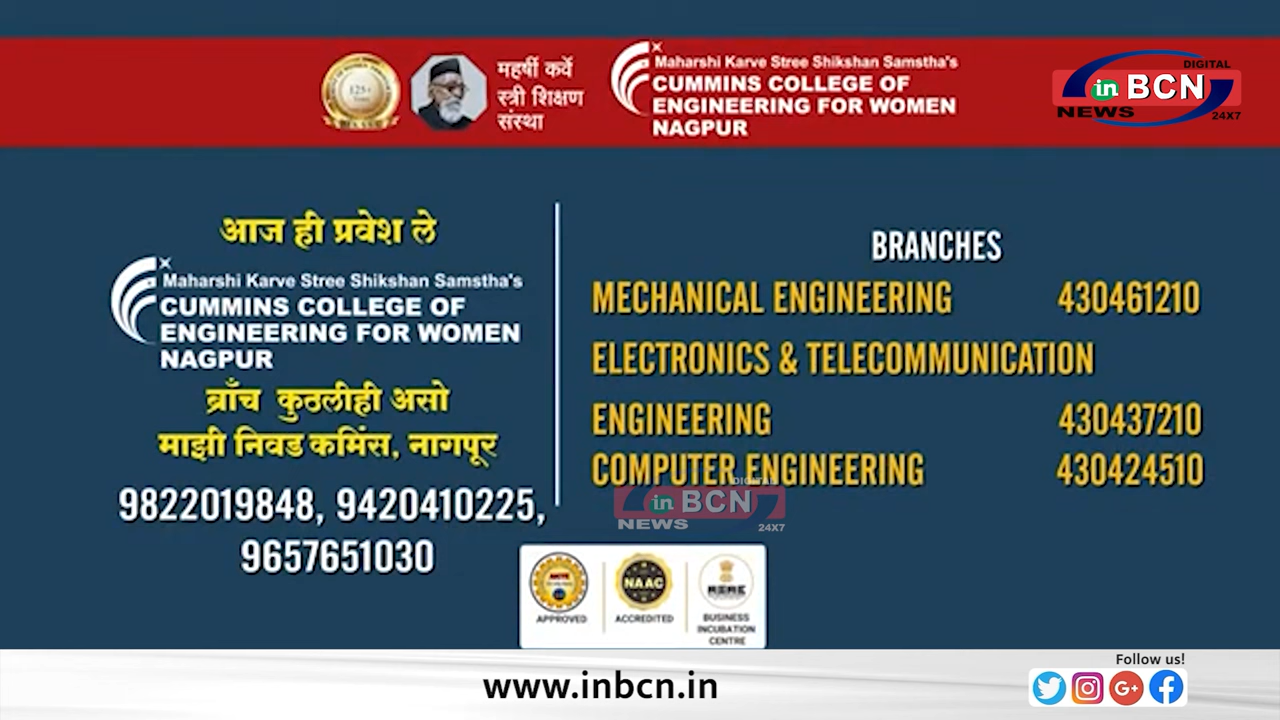 महर्षी कर्वे
स्त्री शिक्षण
संस्था
Maharshi Karve Stree Shikshan Samstha's
CUMMINS COLLEGE OF
ENGINEERING FOR WOMEN
NAGPUR
DIGITAL
in BCN
NEWS 24X7
आज ही प्रवेश ले
Maharshi Karve Stree Shikshan Samstha's
CUMMINS COLLEGE OF
ENGINEERING FOR WOMEN
NAGPUR
ब्राँच कुठलीही असो
माझी निवड कमिंस, नागपूर
9822019848, 9420410225,
9657651030
BRANCHES
MECHANICAL ENGINEERING 430461210
ELECTRONICS & TELECOMMUNICATION
ENGINEERING 430437210
COMPUTER ENGINEERING 430424510
DIGITAL
in BCN
NEWS 24X7
APPROVED
NAAC
ACCREDITED
BUSINESS
INCUBATION
CENTRE
www.inbcn.in
Follow us!